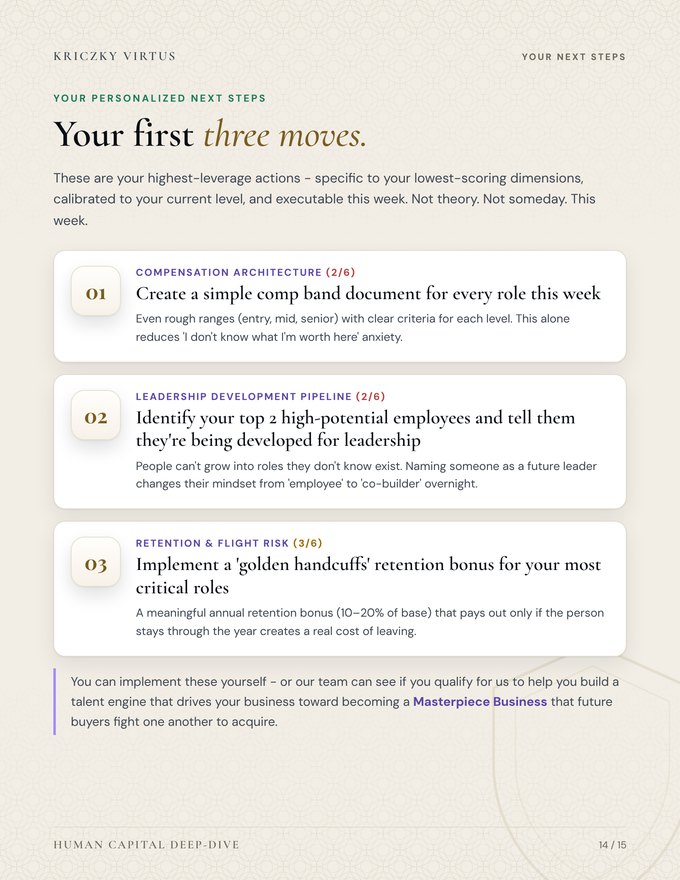 KRICZKY VIRTUS
YOUR NEXT STEPS
YOUR PERSONALIZED NEXT STEPS
Your first three moves.
These are your highest-leverage actions - specific to your lowest-scoring dimensions,
calibrated to your current level, and executable this week. Not theory. Not someday. This
week.
01
COMPENSATION ARCHITECTURE (2/6)
Create a simple comp band document for every role this week
Even rough ranges (entry, mid, senior) with clear criteria for each level. This alone
reduces 'I don't know what I'm worth here' anxiety.
02
LEADERSHIP DEVELOPMENT PIPELINE (2/6)
Identify your top 2 high-potential employees and tell them
they're being developed for leadership
People can't grow into roles they don't know exist. Naming someone as a future leader
changes their mindset from 'employee' to 'co-builder' overnight.
03
RETENTION & FLIGHT RISK (3/6)
Implement a 'golden handcuffs' retention bonus for your most
critical roles
A meaningful annual retention bonus (10–20% of base) that pays out only if the person
stays through the year creates a real cost of leaving.
You can implement these yourself - or our team can see if you qualify for us to help you build a
talent engine that drives your business toward becoming a Masterpiece Business that future
buyers fight one another to acquire.
HUMAN CAPITAL DEEP-DIVE
14 / 15